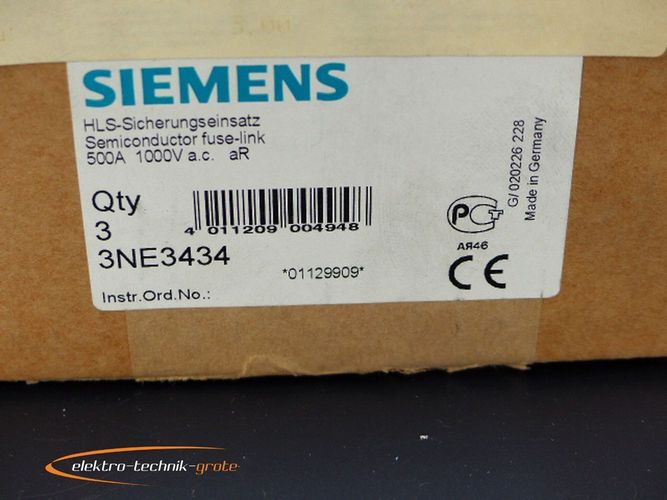 SIEMENS
HLS-Sicherungseinsatz
Semiconductor fuse-link
500A 1000V a.c. aR
Qty
3
4 011209 004948
3NE3434
*01129909*
Instr.Ord.No.:
АЯ46
CE
G/ 020226 228
Made in Germany
elektro-technik-grote